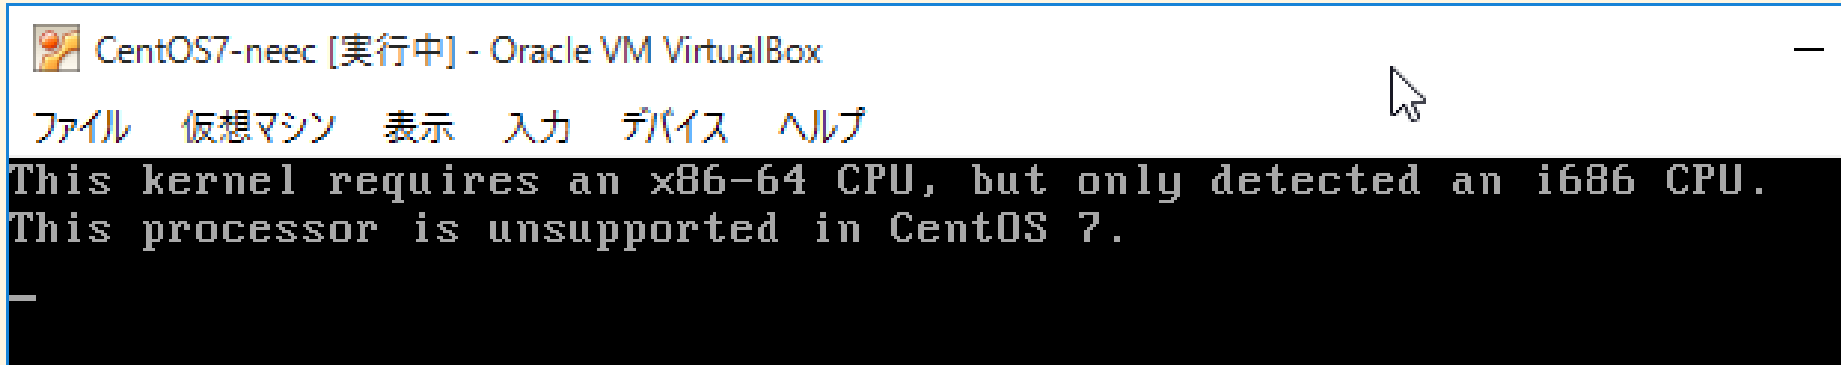 CentOS7-neec [実行中] - Oracle VM VirtualBox
ファイル 仮想マシン 表示 入力 デバイス ヘルプ
This kernel requires an x86-64 CPU, but only detected an i686 CPU.
This processor is unsupported in CentOS 7.